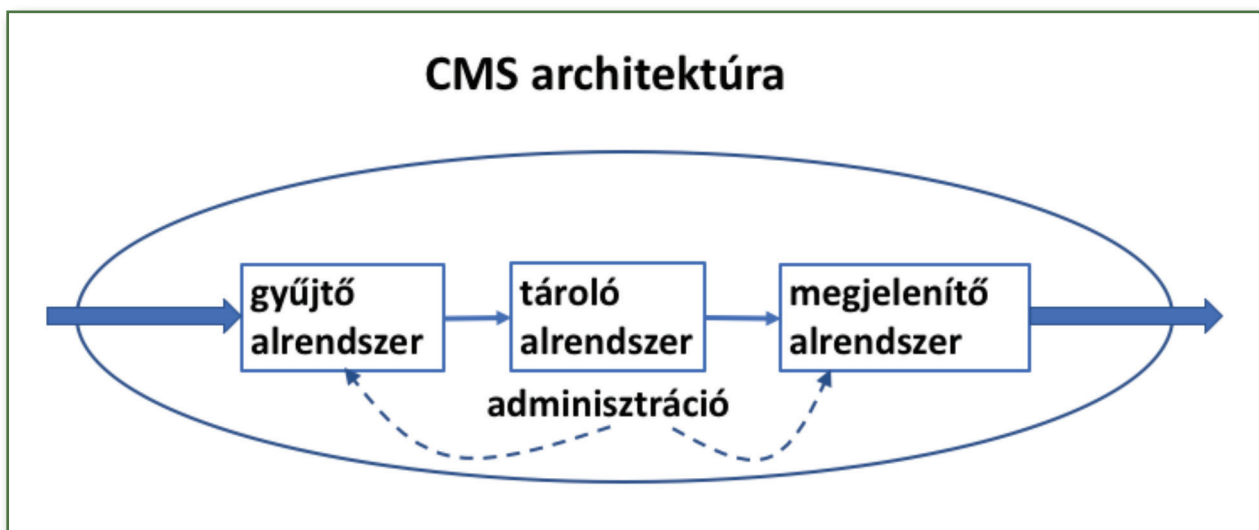 CMS architektúra
gyűjtő
alrendszer
tároló
alrendszer
megjelenítő
alrendszer
adminisztráció